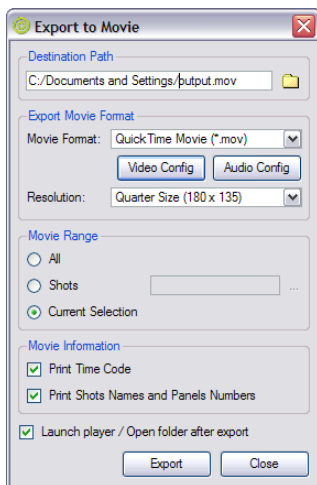 Export to Movie
Destination Path
C:/Documents and Settings/output.mov
Export Movie Format
Movie Format: QuickTime Movie (*.mov)
Video Config Audio Config
Resolution: Quarter Size (180 x 135)
Movie Range
All
Shots ...
Current Selection
Movie Information
Print Time Code
Print Shots Names and Panels Numbers
Launch player / Open folder after export
Export Close